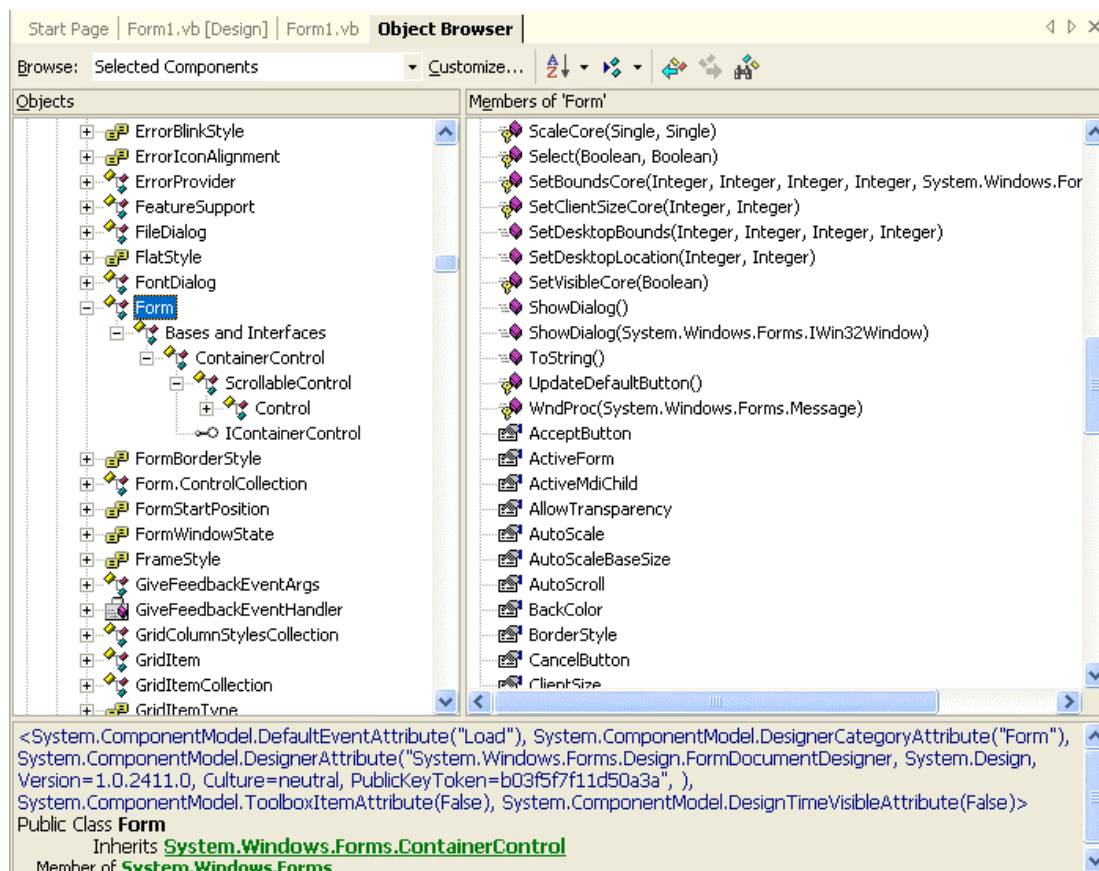 Start Page | Form1.vb [Design] | Form1.vb Object Browser
Browse: Selected Components Customize...
Objects
ErrorBlinkStyle
ErrorIconAlignment
ErrorProvider
FeatureSupport
FileDialog
FlatStyle
FontDialog
Form
Bases and Interfaces
ContainerControl
ScrollableControl
Control
IContainerControl
FormBorderStyle
Form.ControlCollection
FormStartPosition
FormWindowState
FrameStyle
GiveFeedbackEventArgs
GiveFeedbackEventHandler
GridColumnStylesCollection
GridItem
GridItemCollection
GridItemType
Members of 'Form'
ScaleCore(Single, Single)
Select(Boolean, Boolean)
SetBoundsCore(Integer, Integer, Integer, Integer, System.Windows.For
SetClientSizeCore(Integer, Integer)
SetDesktopBounds(Integer, Integer, Integer, Integer)
SetDesktopLocation(Integer, Integer)
SetVisibleCore(Boolean)
ShowDialog()
ShowDialog(System.Windows.Forms.IWin32Window)
ToString()
UpdateDefaultButton()
WndProc(System.Windows.Forms.Message)
AcceptButton
ActiveForm
ActiveMdiChild
AllowTransparency
AutoScale
AutoScaleBaseSize
AutoScroll
BackColor
BorderStyle
CancelButton
ClientSize
<System.ComponentModel.DefaultEventAttribute("Load"), System.ComponentModel.DesignerCategoryAttribute("Form"),
System.ComponentModel.DesignerAttribute("System.Windows.Forms.Design.FormDocumentDesigner, System.Design,
Version=1.0.2411.0, Culture=neutral, PublicKeyToken=b03f5f7f11d50a3a", ),
System.ComponentModel.ToolboxItemAttribute(False), System.ComponentModel.DesignTimeVisibleAttribute(False)>
Public Class Form
Inherits System.Windows.Forms.ContainerControl
Member of System.Windows.Forms